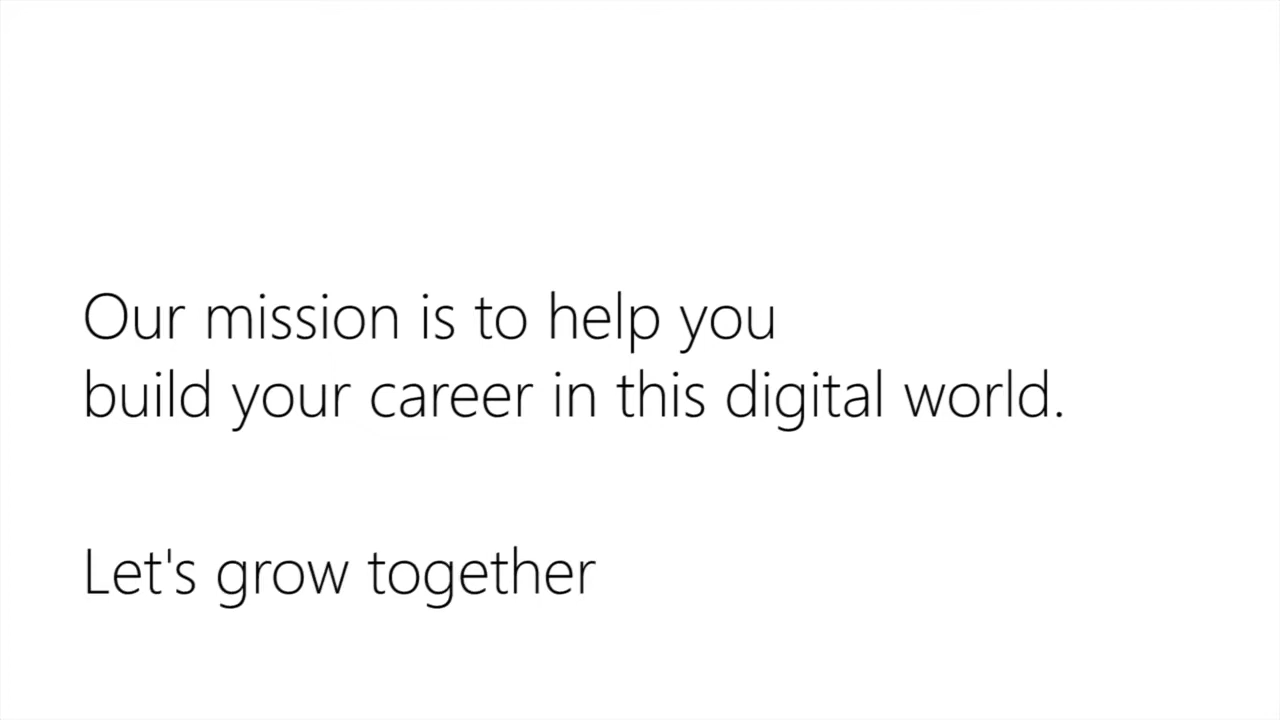 Our mission is to help you
build your career in this digital world.
Let's grow together